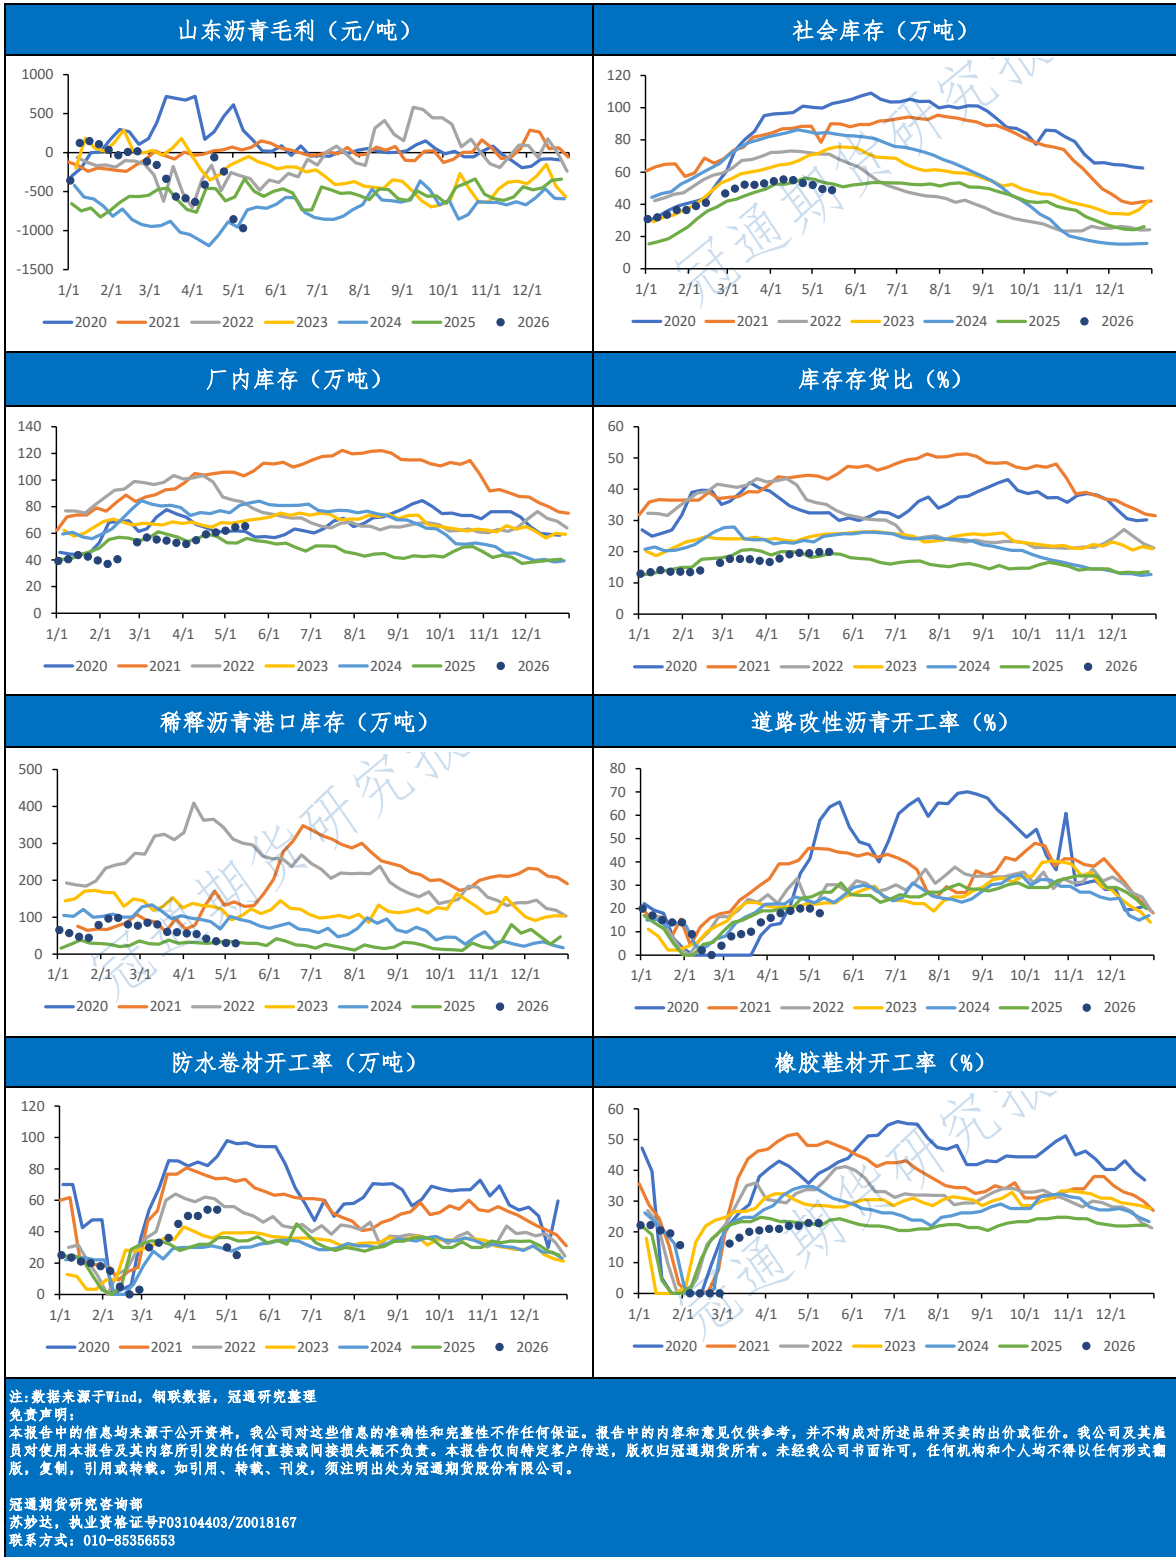 山东沥青毛利（元/吨）
社会库存（万吨）
1000
500
0
-500
-1000
-1500
1/1 2/1 3/1 4/1 5/1 6/1 7/1 8/1 9/1 10/1 11/1 12/1
2020 2021 2022 2023 2024 2025 2026
120
100
80
60
40
20
0
1/1 2/1 3/1 4/1 5/1 6/1 7/1 8/1 9/1 10/1 11/1 12/1
2020 2021 2022 2023 2024 2025 2026
冠通期货研究报
厂内库存（万吨）
库存存货比（%）
140
120
100
80
60
40
20
0
1/1 2/1 3/1 4/1 5/1 6/1 7/1 8/1 9/1 10/1 11/1 12/1
2020 2021 2022 2023 2024 2025 2026
60
50
40
30
20
10
0
1/1 2/1 3/1 4/1 5/1 6/1 7/1 8/1 9/1 10/1 11/1 12/1
2020 2021 2022 2023 2024 2025 2026
稀释沥青港口库存（万吨）
道路改性沥青开工率（%）
500
400
300
200
100
0
1/1 2/1 3/1 4/1 5/1 6/1 7/1 8/1 9/1 10/1 11/1 12/1
2020 2021 2022 2023 2024 2025 2026
冠通期货研究报
80
70
60
50
40
30
20
10
0
1/1 2/1 3/1 4/1 5/1 6/1 7/1 8/1 9/1 10/1 11/1 12/1
2020 2021 2022 2023 2024 2025 2026
防水卷材开工率（万吨）
橡胶鞋材开工率（%）
120
100
80
60
40
20
0
1/1 2/1 3/1 4/1 5/1 6/1 7/1 8/1 9/1 10/1 11/1 12/1
2020 2021 2022 2023 2024 2025 2026
60
50
40
30
20
10
0
1/1 2/1 3/1 4/1 5/1 6/1 7/1 8/1 9/1 10/1 11/1 12/1
2020 2021 2022 2023 2024 2025 2026
冠通期货研究报
注:数据来源于Wind，钢联数据，冠通研究整理
免责声明：
本报告中的信息均来源于公开资料，我公司对这些信息的准确性和完整性不作任何保证。报告中的内容和意见仅供参考，并不构成对所述品种买卖的出价或征价。我公司及其雇
员对使用本报告及其内容所引发的任何直接或间接损失概不负责。本报告仅向特定客户传送，版权归冠通期货所有。未经我公司书面许可，任何机构和个人均不得以任何形式翻
版，复制，引用或转载。如引用、转载、刊发，须注明出处为冠通期货股份有限公司。
冠通期货研究咨询部
苏妙达，执业资格证号F03104403/Z0018167
联系方式：010-85356553